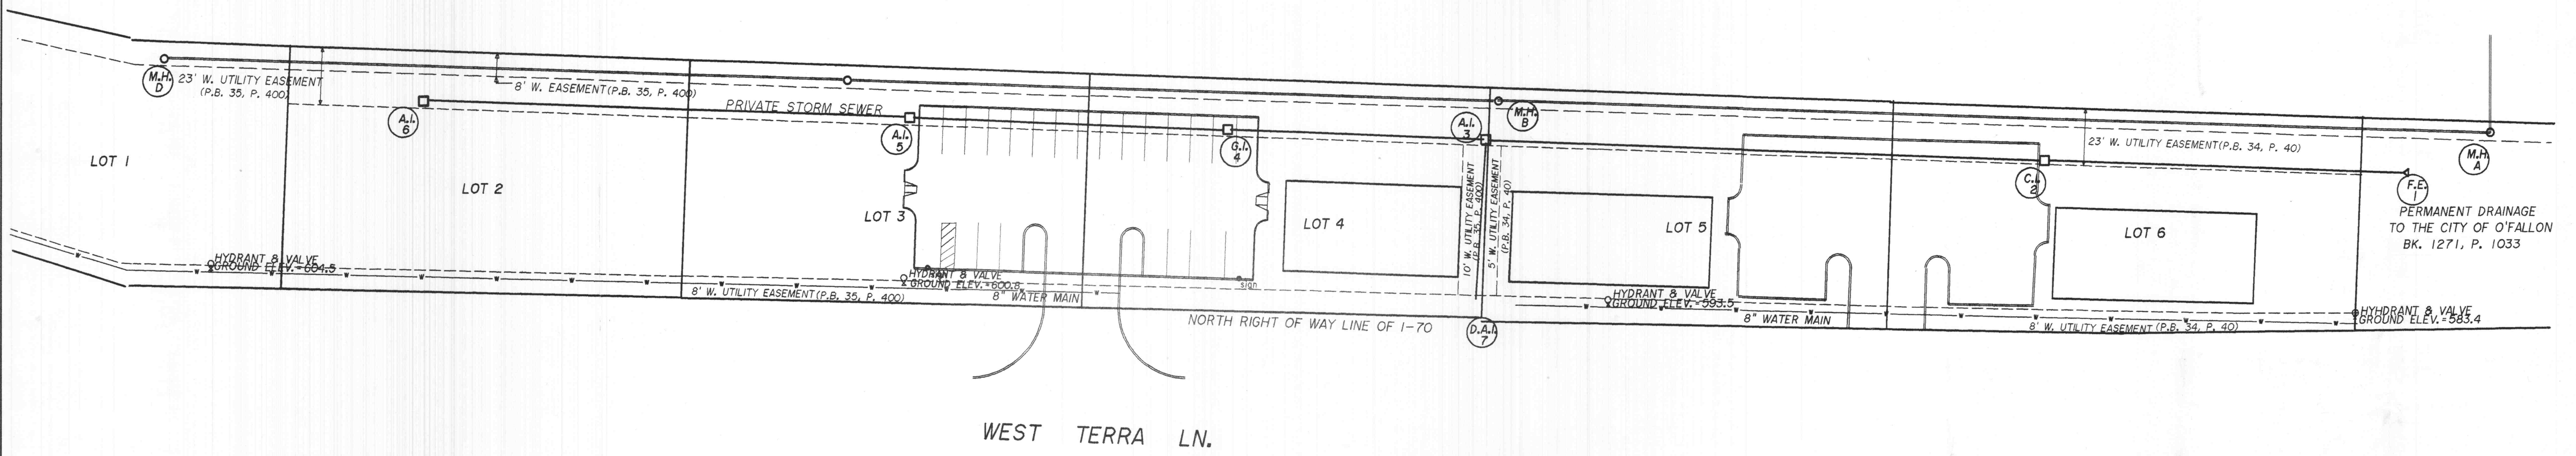 M.H.
D
23' W. UTILITY EASEMENT
(P.B. 35, P. 400)
8' W. EASEMENT(P.B. 35, P. 400)
PRIVATE STORM SEWER
A.I.
6
A.I.
5
G.I.
4
A.I.
3
M.H.
B
23' W. UTILITY EASEMENT(P.B. 34, P. 40)
M.H.
A
C.I.
2
F.E.
1
PERMANENT DRAINAGE
TO THE CITY OF O'FALLON
BK. 1271, P. 1033
LOT 1
LOT 2
LOT 3
LOT 4
LOT 5
LOT 6
10' W. UTILITY EASEMENT
(P.B. 35, P. 400)
5' W. UTILITY EASEMENT
(P.B. 34, P. 40)
HYDRANT & VALVE
GROUND ELEV.=604.5
W W W W W W W W W W W
HYDRANT & VALVE
GROUND ELEV.=600.8
8' W. UTILITY EASEMENT(P.B. 35, P. 400)
8" WATER MAIN
sign
NORTH RIGHT OF WAY LINE OF I-70
D.A.I.
7
HYDRANT & VALVE
GROUND ELEV.=593.5
8" WATER MAIN
8' W. UTILITY EASEMENT (P.B. 34, P. 40)
HYHDRANT & VALVE
GROUND ELEV.=583.4
WEST TERRA LN.